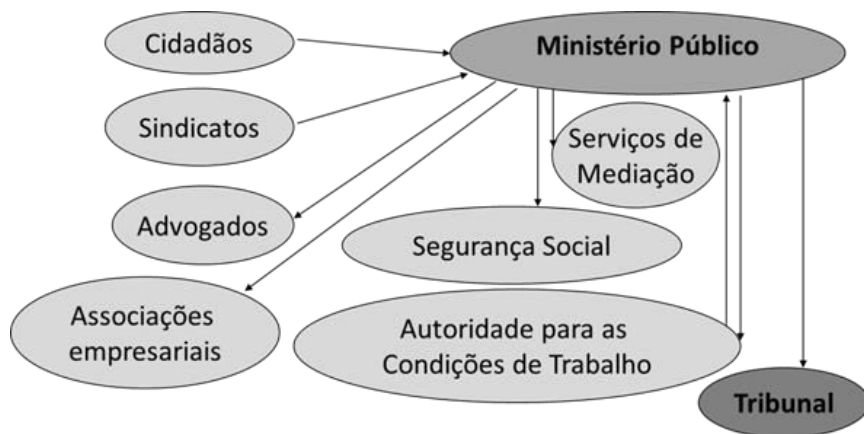 Cidadãos
Ministério Público
Sindicatos
Serviços de
Mediação
Advogados
Segurança Social
Associações
empresariais
Autoridade para as
Condições de Trabalho
Tribunal